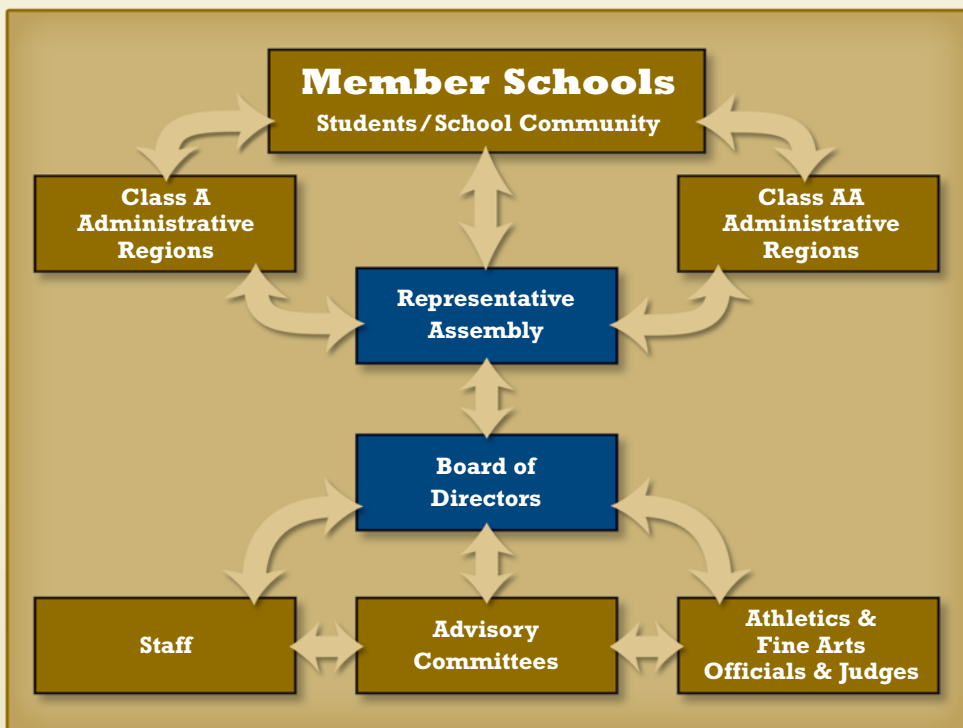 Member Schools
Students/School Community
Class A
Administrative
Regions
Class AA
Administrative
Regions
Representative
Assembly
Board of
Directors
Staff
Advisory
Committees
Athletics &
Fine Arts
Officials & Judges